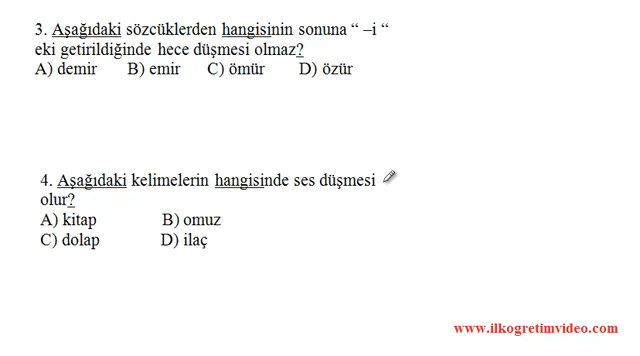 3. Aşağıdaki sözcüklerden hangisinin sonuna “ –i “
eki getirildiğinde hece düşmesi olmaz?
A) demir B) emir C) ömür D) özür
4. Aşağıdaki kelimelerin hangisinde ses düşmesi
olur?
A) kitap B) omuz
C) dolap D) ilaç
www.ilkogretimvideo.com